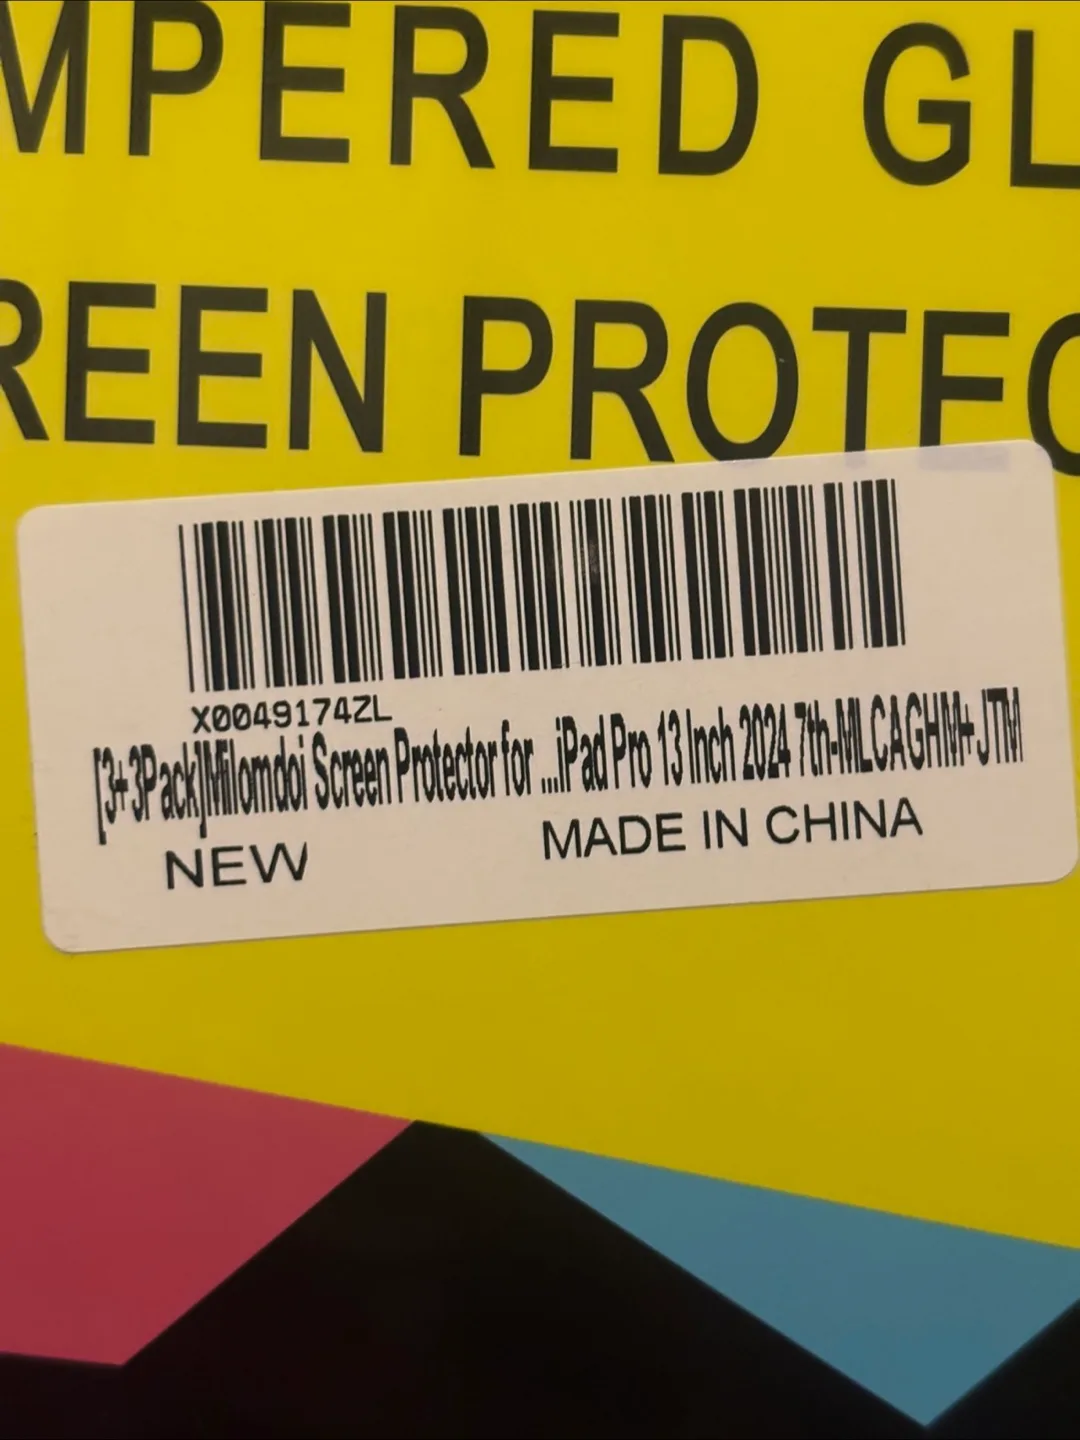 MPERED GL
REEN PROTEC
X0049174ZL
[3+3Pack]Milomdoi Screen Protector for ...iPad Pro 13 Inch 2024 7th-MLCAGHM+JTM
NEW MADE IN CHINA